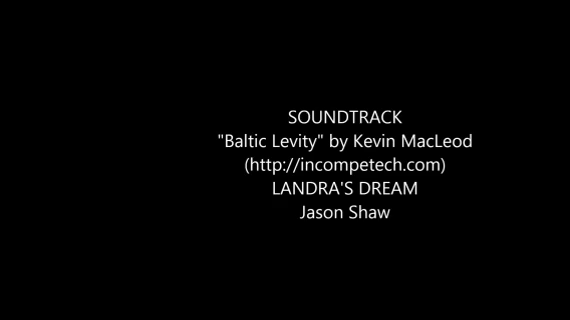 SOUNDTRACK
"Baltic Levity" by Kevin MacLeod
(http://incompetech.com)
LANDRA'S DREAM
Jason Shaw